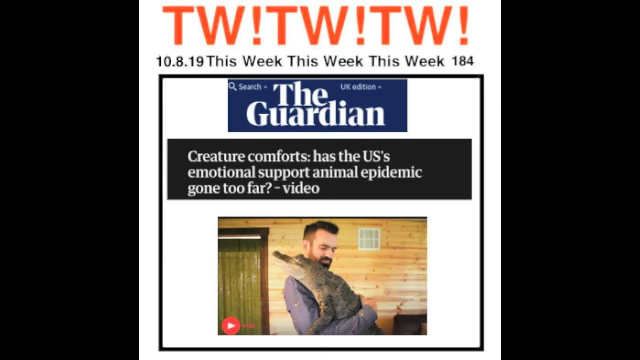 TW!TW!TW!
10.8.19 This Week This Week This Week 184
Search
UK edition
The
Guardian
Creature comforts: has the US's
emotional support animal epidemic
gone too far? – video